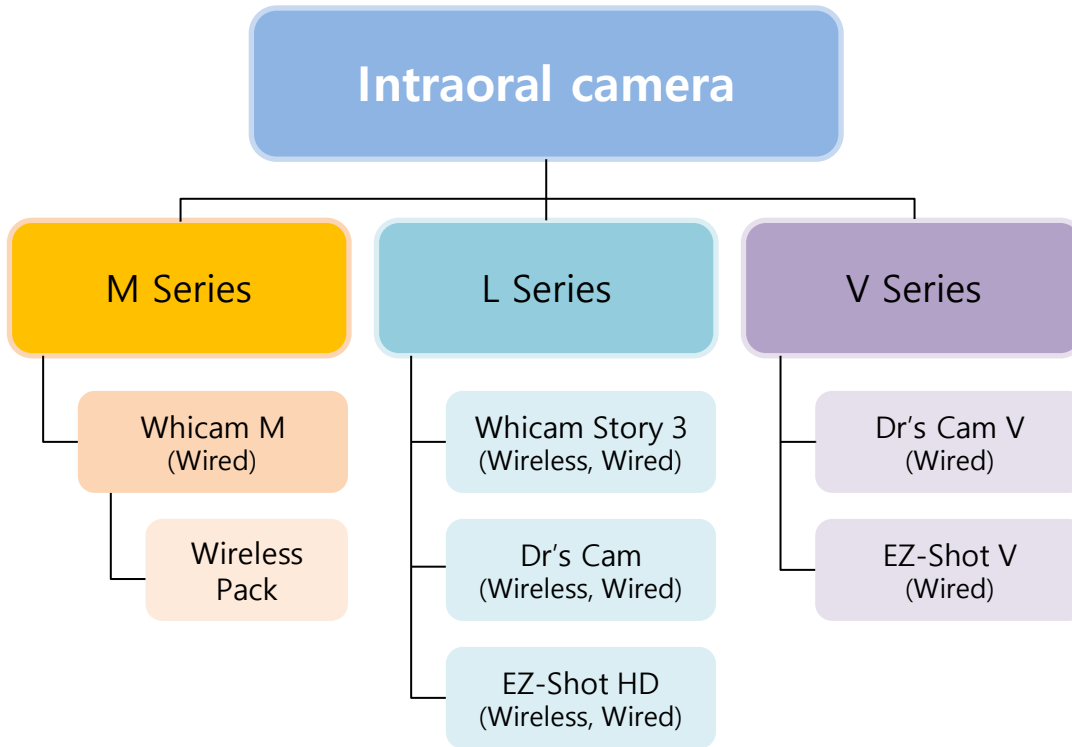 Intraoral camera
M Series
L Series
V Series
Whicam M
(Wired)
Wireless
Pack
Whicam Story 3
(Wireless, Wired)
Dr's Cam
(Wireless, Wired)
EZ-Shot HD
(Wireless, Wired)
Dr's Cam V
(Wired)
EZ-Shot V
(Wired)